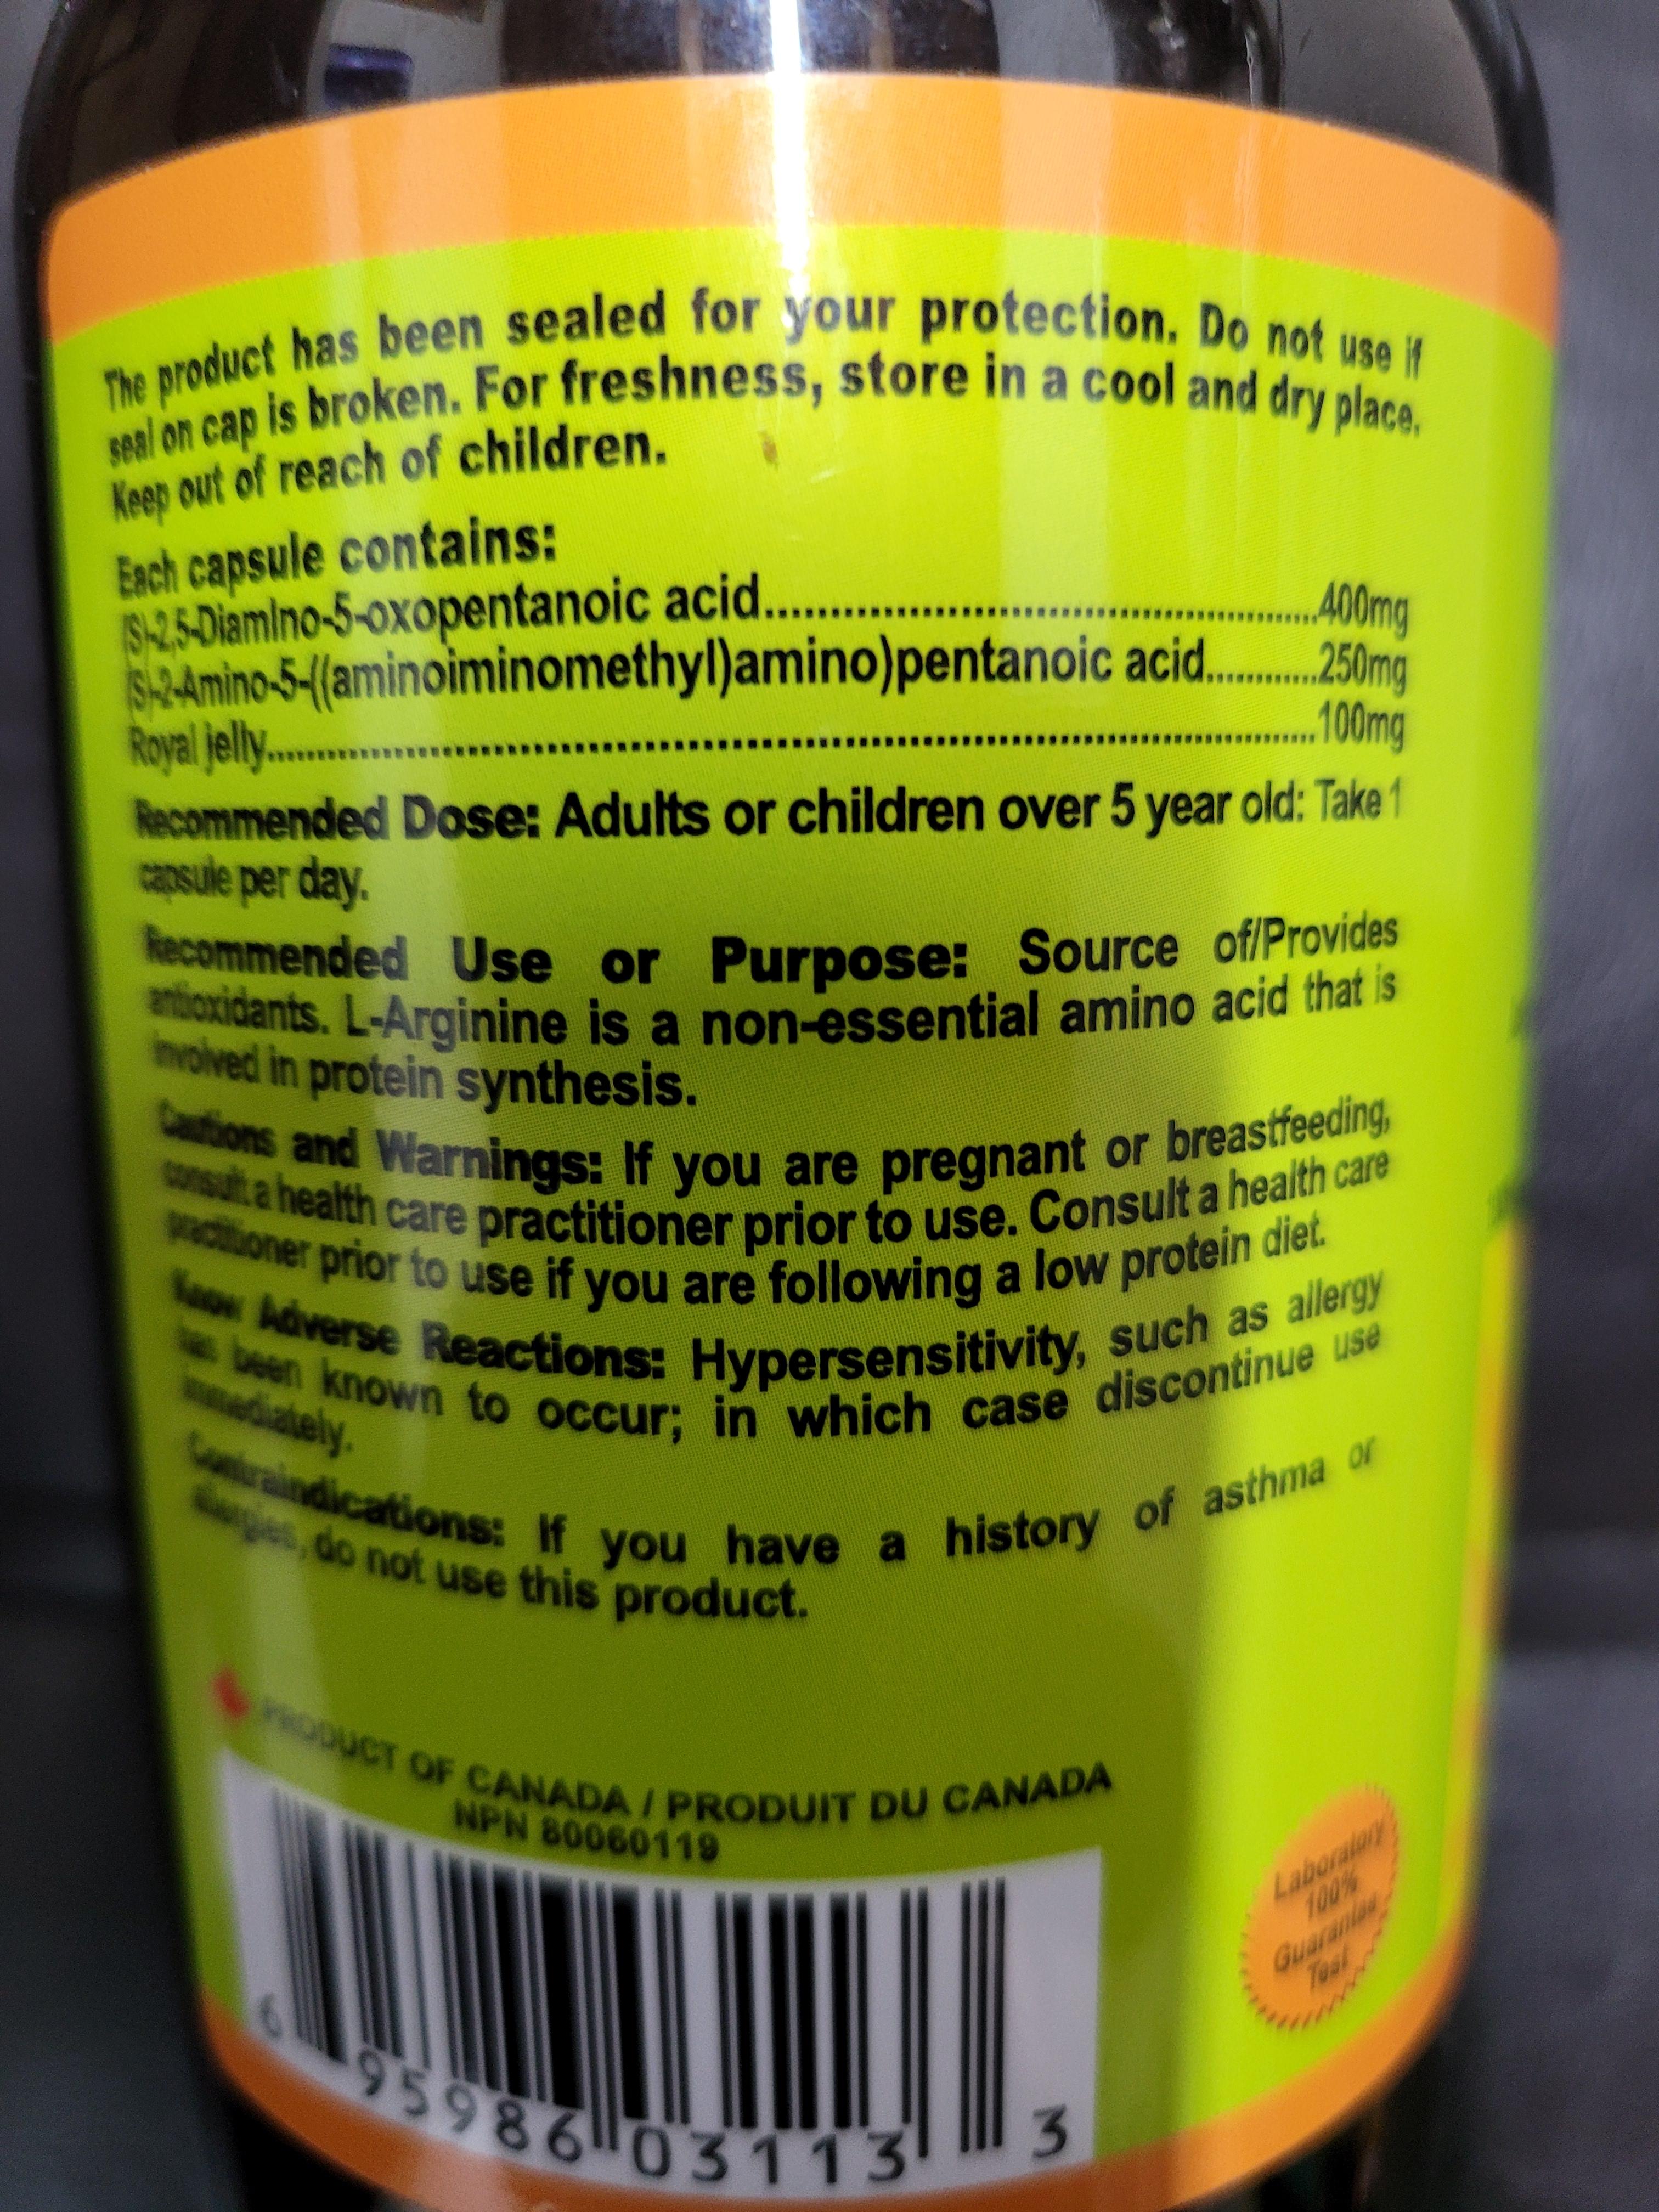 The product has been sealed for your protection. Do not use if
seal on cap is broken. For freshness, store in a cool and dry place.
Keep out of reach of children.
Each capsule contains:
(S)-2,5-Diamino-5-oxopentanoic acid..........................................400mg
(S)-2-Amino-5-((aminoiminomethyl)amino)pentanoic acid............250mg
Royal jelly................................................................................100mg
Recommended Dose: Adults or children over 5 year old: Take 1
capsule per day.
Recommended Use or Purpose: Source of/Provides
antioxidants. L-Arginine is a non-essential amino acid that is
involved in protein synthesis.
Cautions and Warnings: If you are pregnant or breastfeeding,
consult a health care practitioner prior to use. Consult a health care
practitioner prior to use if you are following a low protein diet.
Know Adverse Reactions: Hypersensitivity, such as allergy
has been known to occur; in which case discontinue use
immediately.
Contraindications: If you have a history of asthma or
allergies, do not use this product.
PRODUCT OF CANADA / PRODUIT DU CANADA
NPN 80060119
6 95986 03113 3
Laboratory
100%
Guarantee
Test